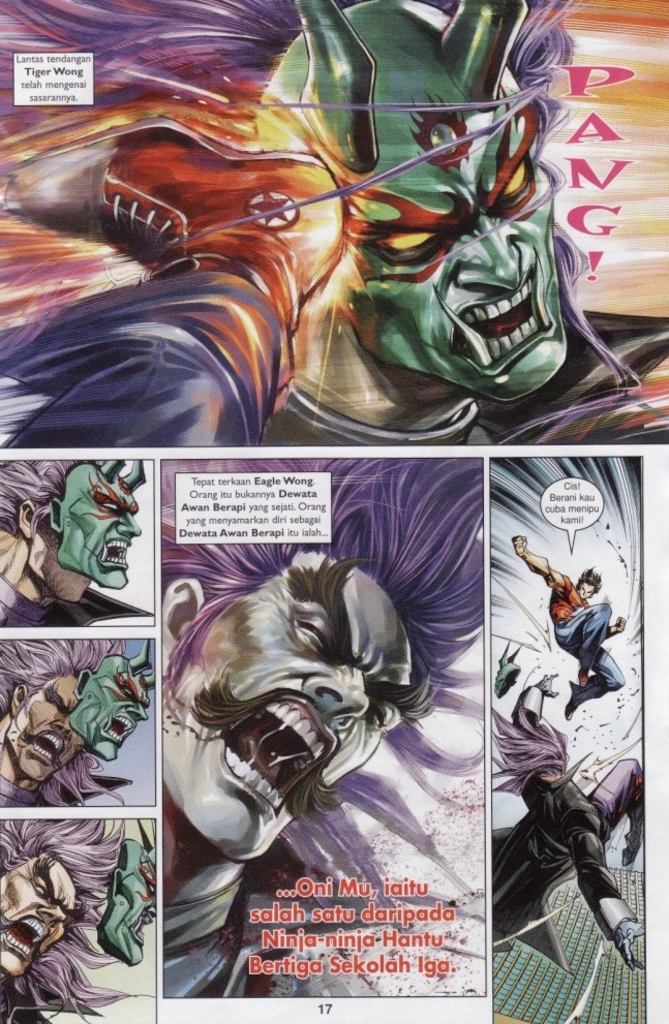 Lantas tendangan
Tiger Wong
telah mengenai
sasarannya.
PANG!
Tepat terkaan Eagle Wong.
Orang itu bukannya Dewata
Awan Berapi yang sejati. Orang
yang menyamarkan diri sebagai
Dewata Awan Berapi itu ialah...
...Oni Mu, iaitu
salah satu daripada
Ninja-ninja Hantu
Bertiga Sekolah Iga.
Cis!
Berani kau
cuba menipu
kami!
17